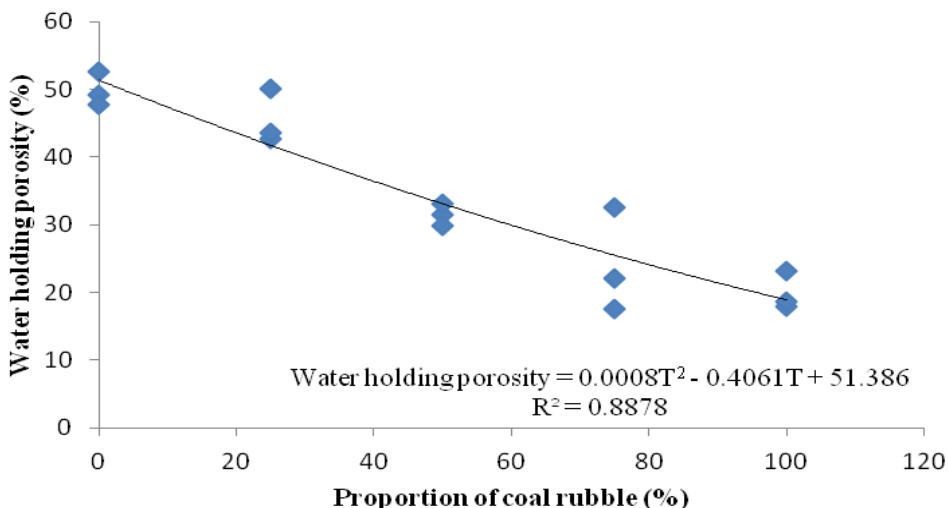 60
50
40
30
20
10
0
Water holding porosity (%)
Water holding porosity = 0.0008T² - 0.4061T + 51.386
R² = 0.8878
0 20 40 60 80 100 120
Proportion of coal rubble (%)